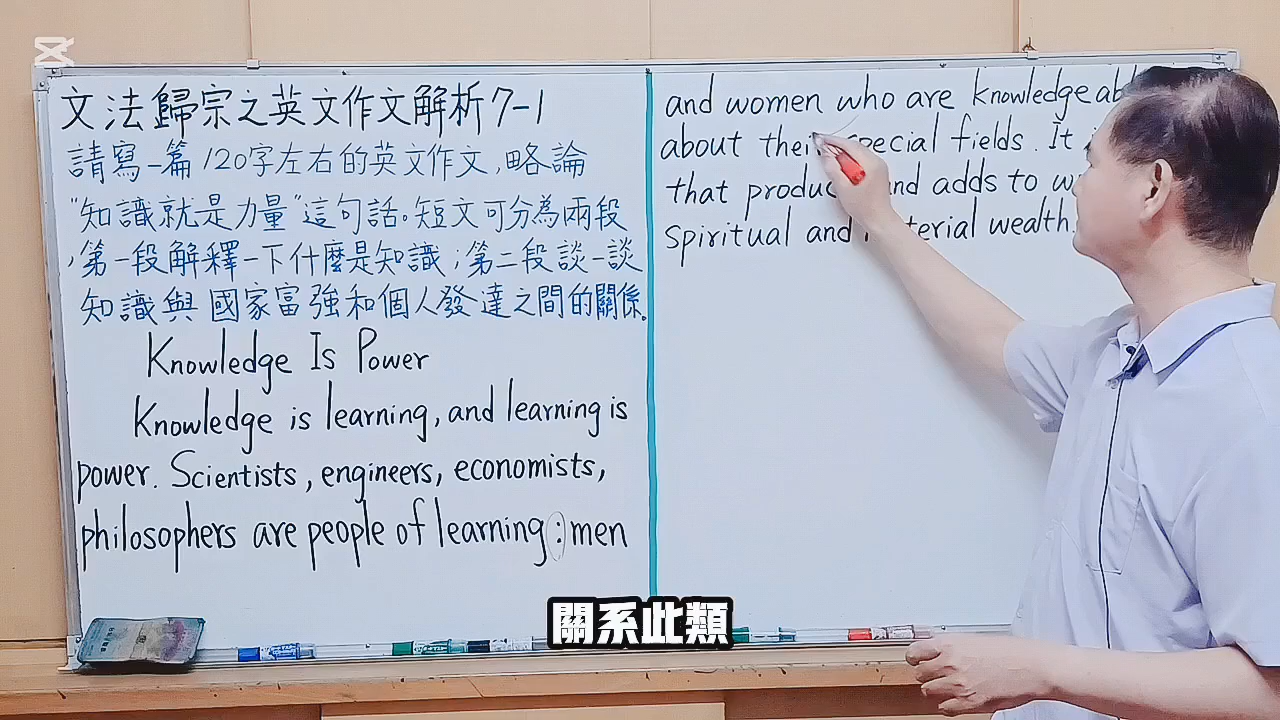 文法歸宗之英文作文解析7-1
請寫一篇120字左右的英文作文,略論
"知識就是力量"這句話。短文可分為兩段
,第一段解釋一下什麼是知識;第二段談一談
知識與國家富強和個人發達之間的關係。
Knowledge Is Power
Knowledge is learning, and learning is
power. Scientists, engineers, economists,
philosophers are people of learning: men
and women who are
about special fields. It
that and adds to
spiritual and wealth.
關系此類